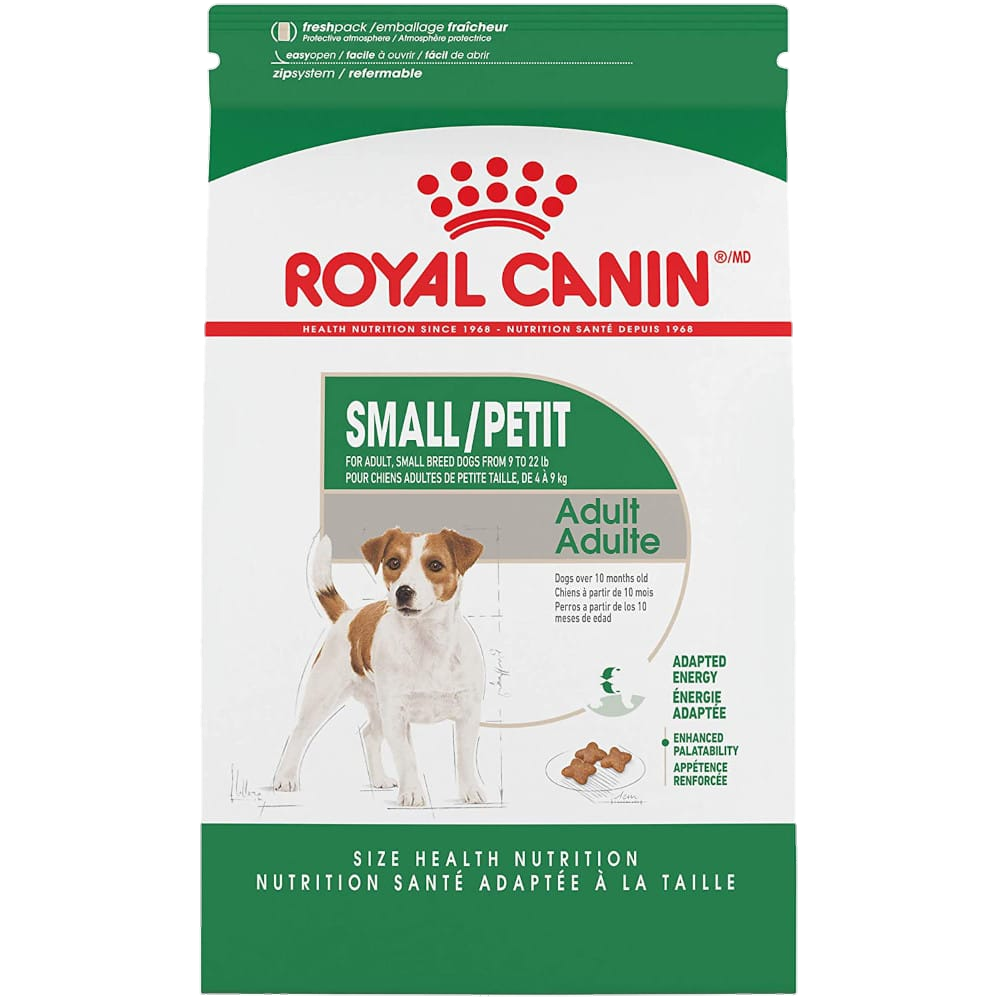 freshpack / emballage fraîcheur
Protective atmosphere / Atmosphère protectrice
easyopen / facile à ouvrir / fácil de abrir
zipsystem / refermable
ROYAL CANIN ®/MD
HEALTH NUTRITION SINCE 1968 - NUTRITION SANTÉ DEPUIS 1968
SMALL/PETIT
FOR ADULT, SMALL BREED DOGS FROM 9 TO 22 lb
POUR CHIENS ADULTES DE PETITE TAILLE, DE 4 À 9 kg
Adult
Adulte
Dogs over 10 months old
Chiens à partir de 10 mois
Perros a partir de los 10
meses de edad
ADAPTED
ENERGY
ÉNERGIE
ADAPTÉE
ENHANCED
PALATABILITY
APPÉTENCE
RENFORCÉE
1cm
SIZE HEALTH NUTRITION
NUTRITION SANTÉ ADAPTÉE À LA TAILLE